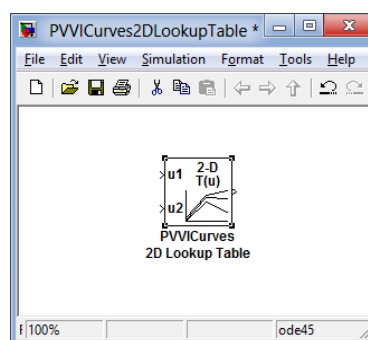 PVVICurves2DLookupTable *
File Edit View Simulation Format Tools Help
2-D
T(u)
u1
u2
PVVICurves
2D Lookup Table
100% ode45